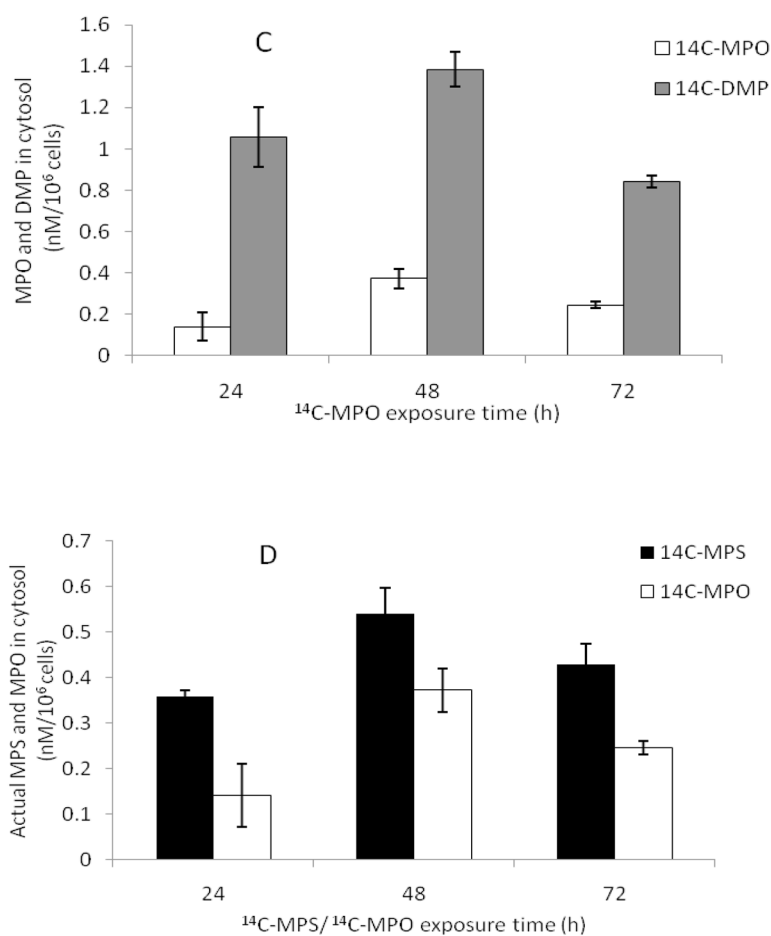 C
14C-MPO
14C-DMP
MPO and DMP in cytosol
(nM/10⁶ cells)
1.6
1.4
1.2
1
0.8
0.6
0.4
0.2
0
24 48 72
¹⁴C-MPO exposure time (h)
D
14C-MPS
14C-MPO
Actual MPS and MPO in cytosol
(nM/10⁶ cells)
0.7
0.6
0.5
0.4
0.3
0.2
0.1
0
24 48 72
¹⁴C-MPS/ ¹⁴C-MPO exposure time (h)